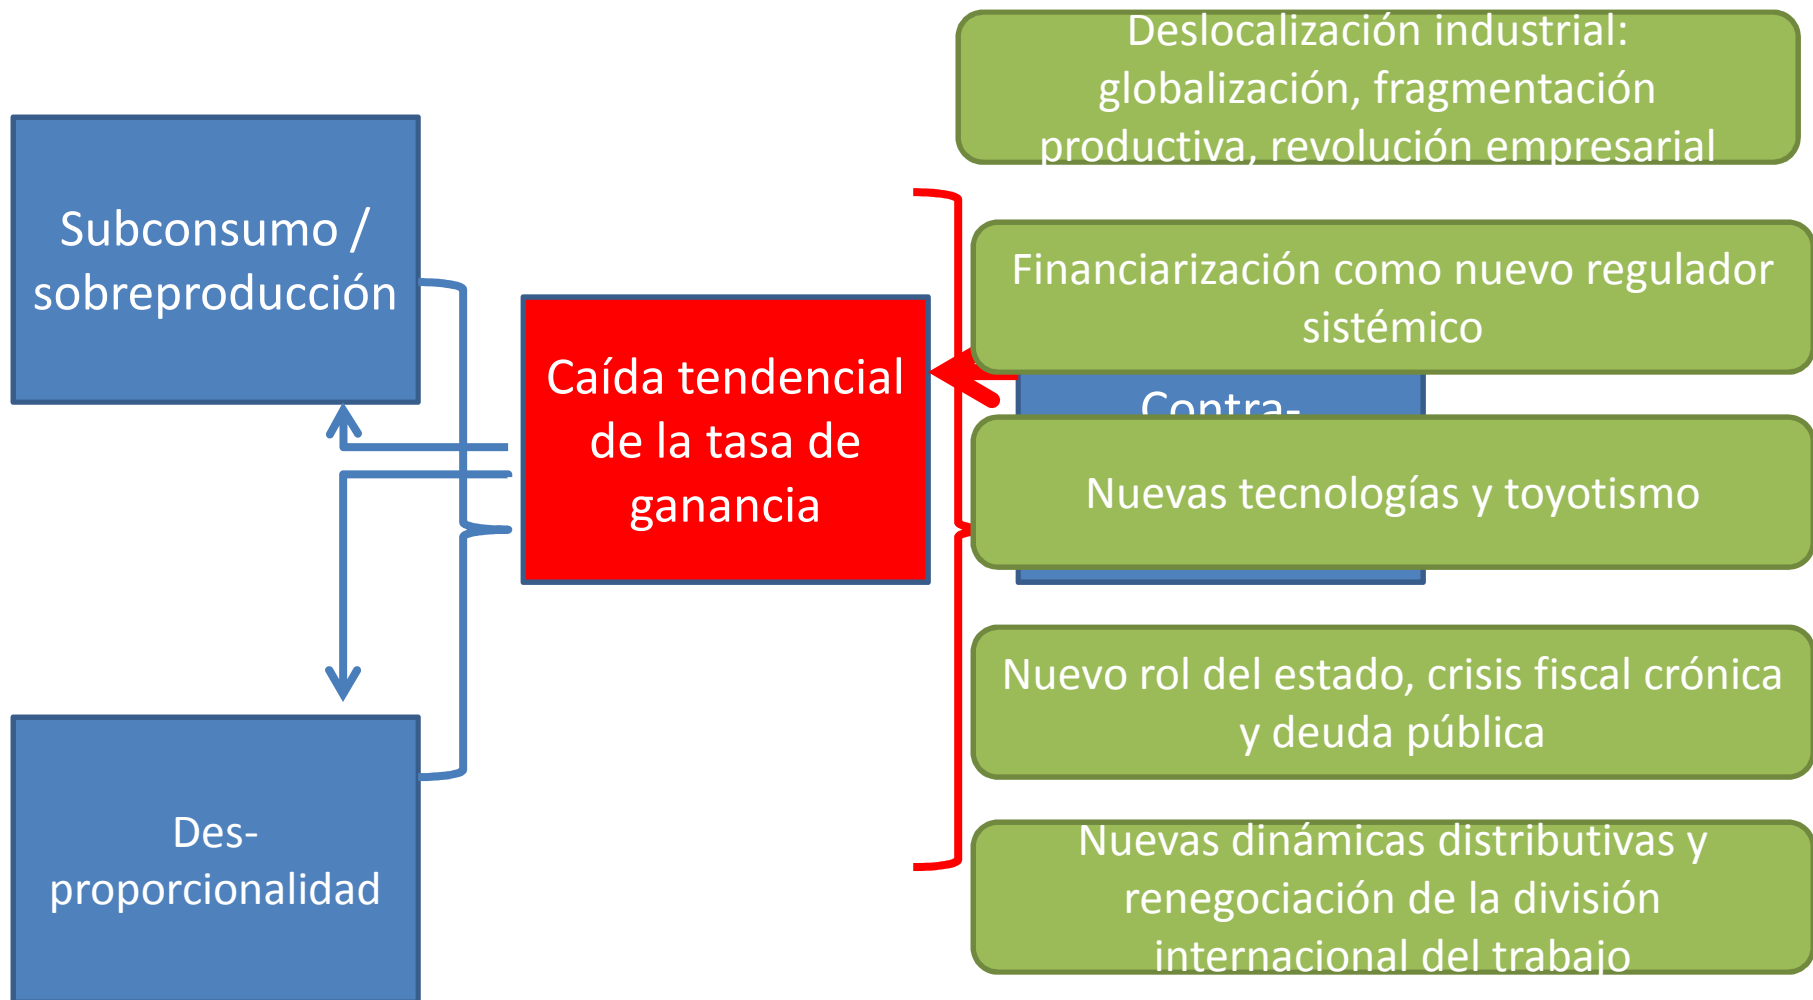 Deslocalización industrial:
globalización, fragmentación
productiva, revolución empresarial
Subconsumo /
sobreproducción
Financiarización como nuevo regulador
sistémico
Caída tendencial
de la tasa de
ganancia
Contra-
Nuevas tecnologías y toyotismo
Nuevo rol del estado, crisis fiscal crónica
y deuda pública
Des-
proporcionalidad
Nuevas dinámicas distributivas y
renegociación de la división
internacional del trabajo